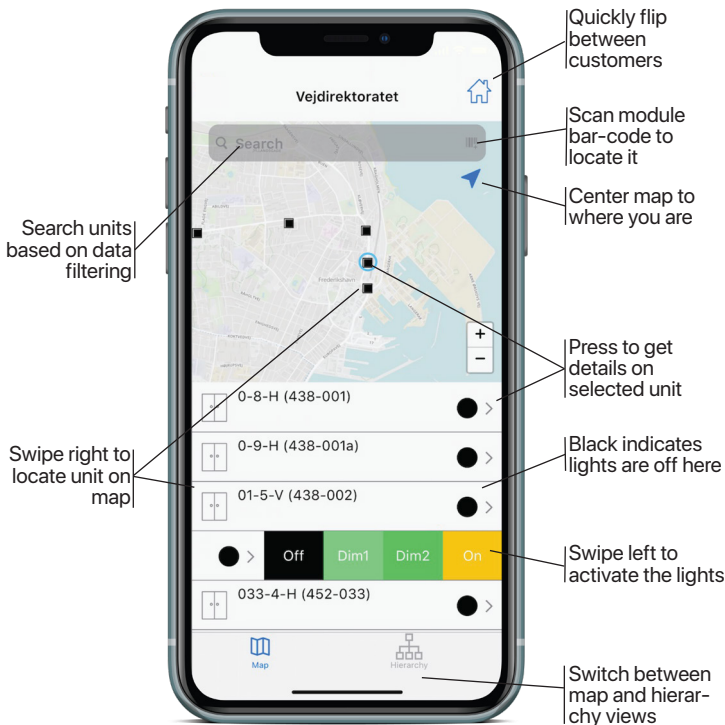 Quickly flip
between
customers
Vejdirektoratet
Scan module
bar-code to
locate it
Search
Center map to
where you are
Search units
based on data
filtering
Frederikshavn
+
−
Press to get
details on
selected unit
0-8-H (438-001)
0-9-H (438-001a)
Swipe right to
locate unit on
map
Black indicates
lights are off here
01-5-V (438-002)
Off Dim1 Dim2 On
Swipe left to
activate the lights
033-4-H (452-033)
Map Hierarchy
Switch between
map and hierar-
chy views